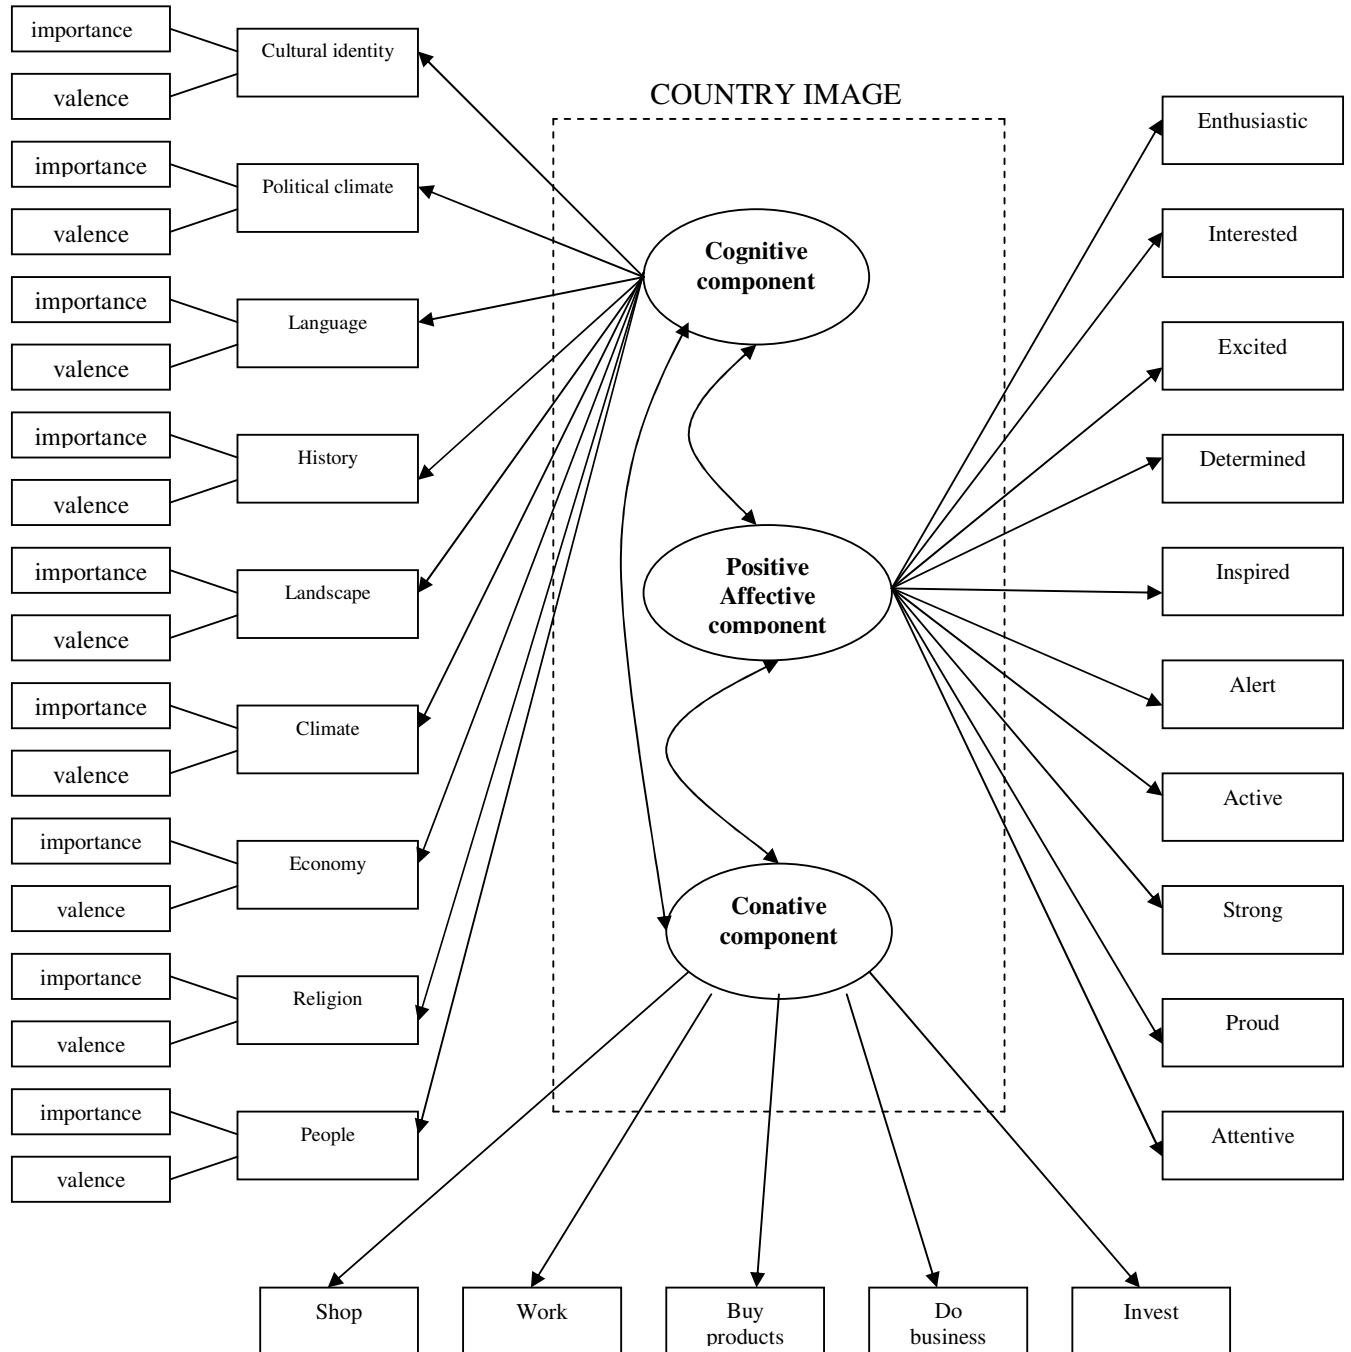 importance
valence
Cultural identity
importance
valence
Political climate
importance
valence
Language
importance
valence
History
importance
valence
Landscape
importance
valence
Climate
importance
valence
Economy
importance
valence
Religion
importance
valence
People
COUNTRY IMAGE
Cognitive
component
Positive
Affective
component
Conative
component
Enthusiastic
Interested
Excited
Determined
Inspired
Alert
Active
Strong
Proud
Attentive
Shop
Work
Buy
products
Do
business
Invest